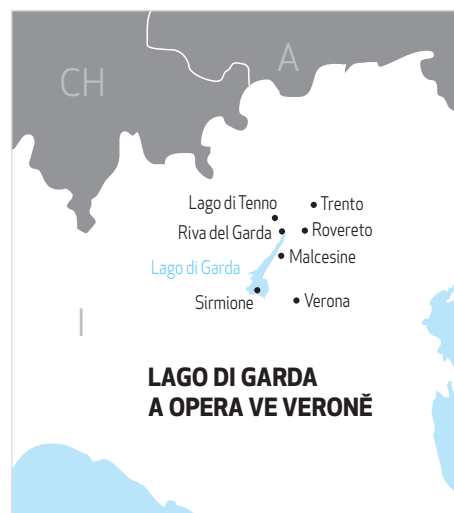 A
CH
Lago di Tenno
Trento
Riva del Garda
Rovereto
Malcesine
Lago di Garda
Sirmione
Verona
I
LAGO DI GARDA
A OPERA VE VERONĚ